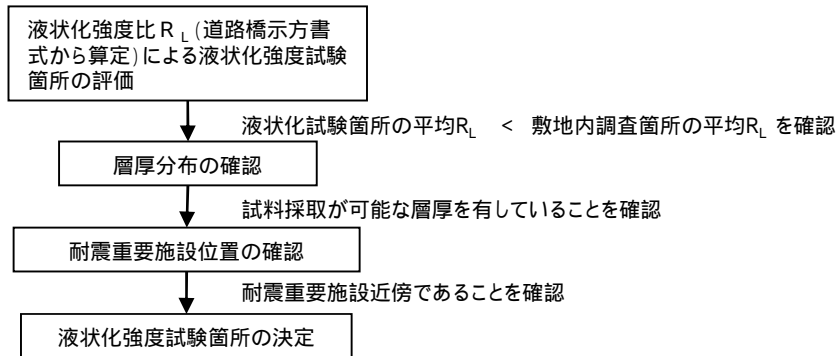 液状化強度比ＲL(道路橋示方書
式から算定)による液状化強度試験
箇所の評価
液状化試験箇所の平均RL < 敷地内調査箇所の平均RL を確認
層厚分布の確認
試料採取が可能な層厚を有していることを確認
耐震重要施設位置の確認
耐震重要施設近傍であることを確認
液状化強度試験箇所の決定